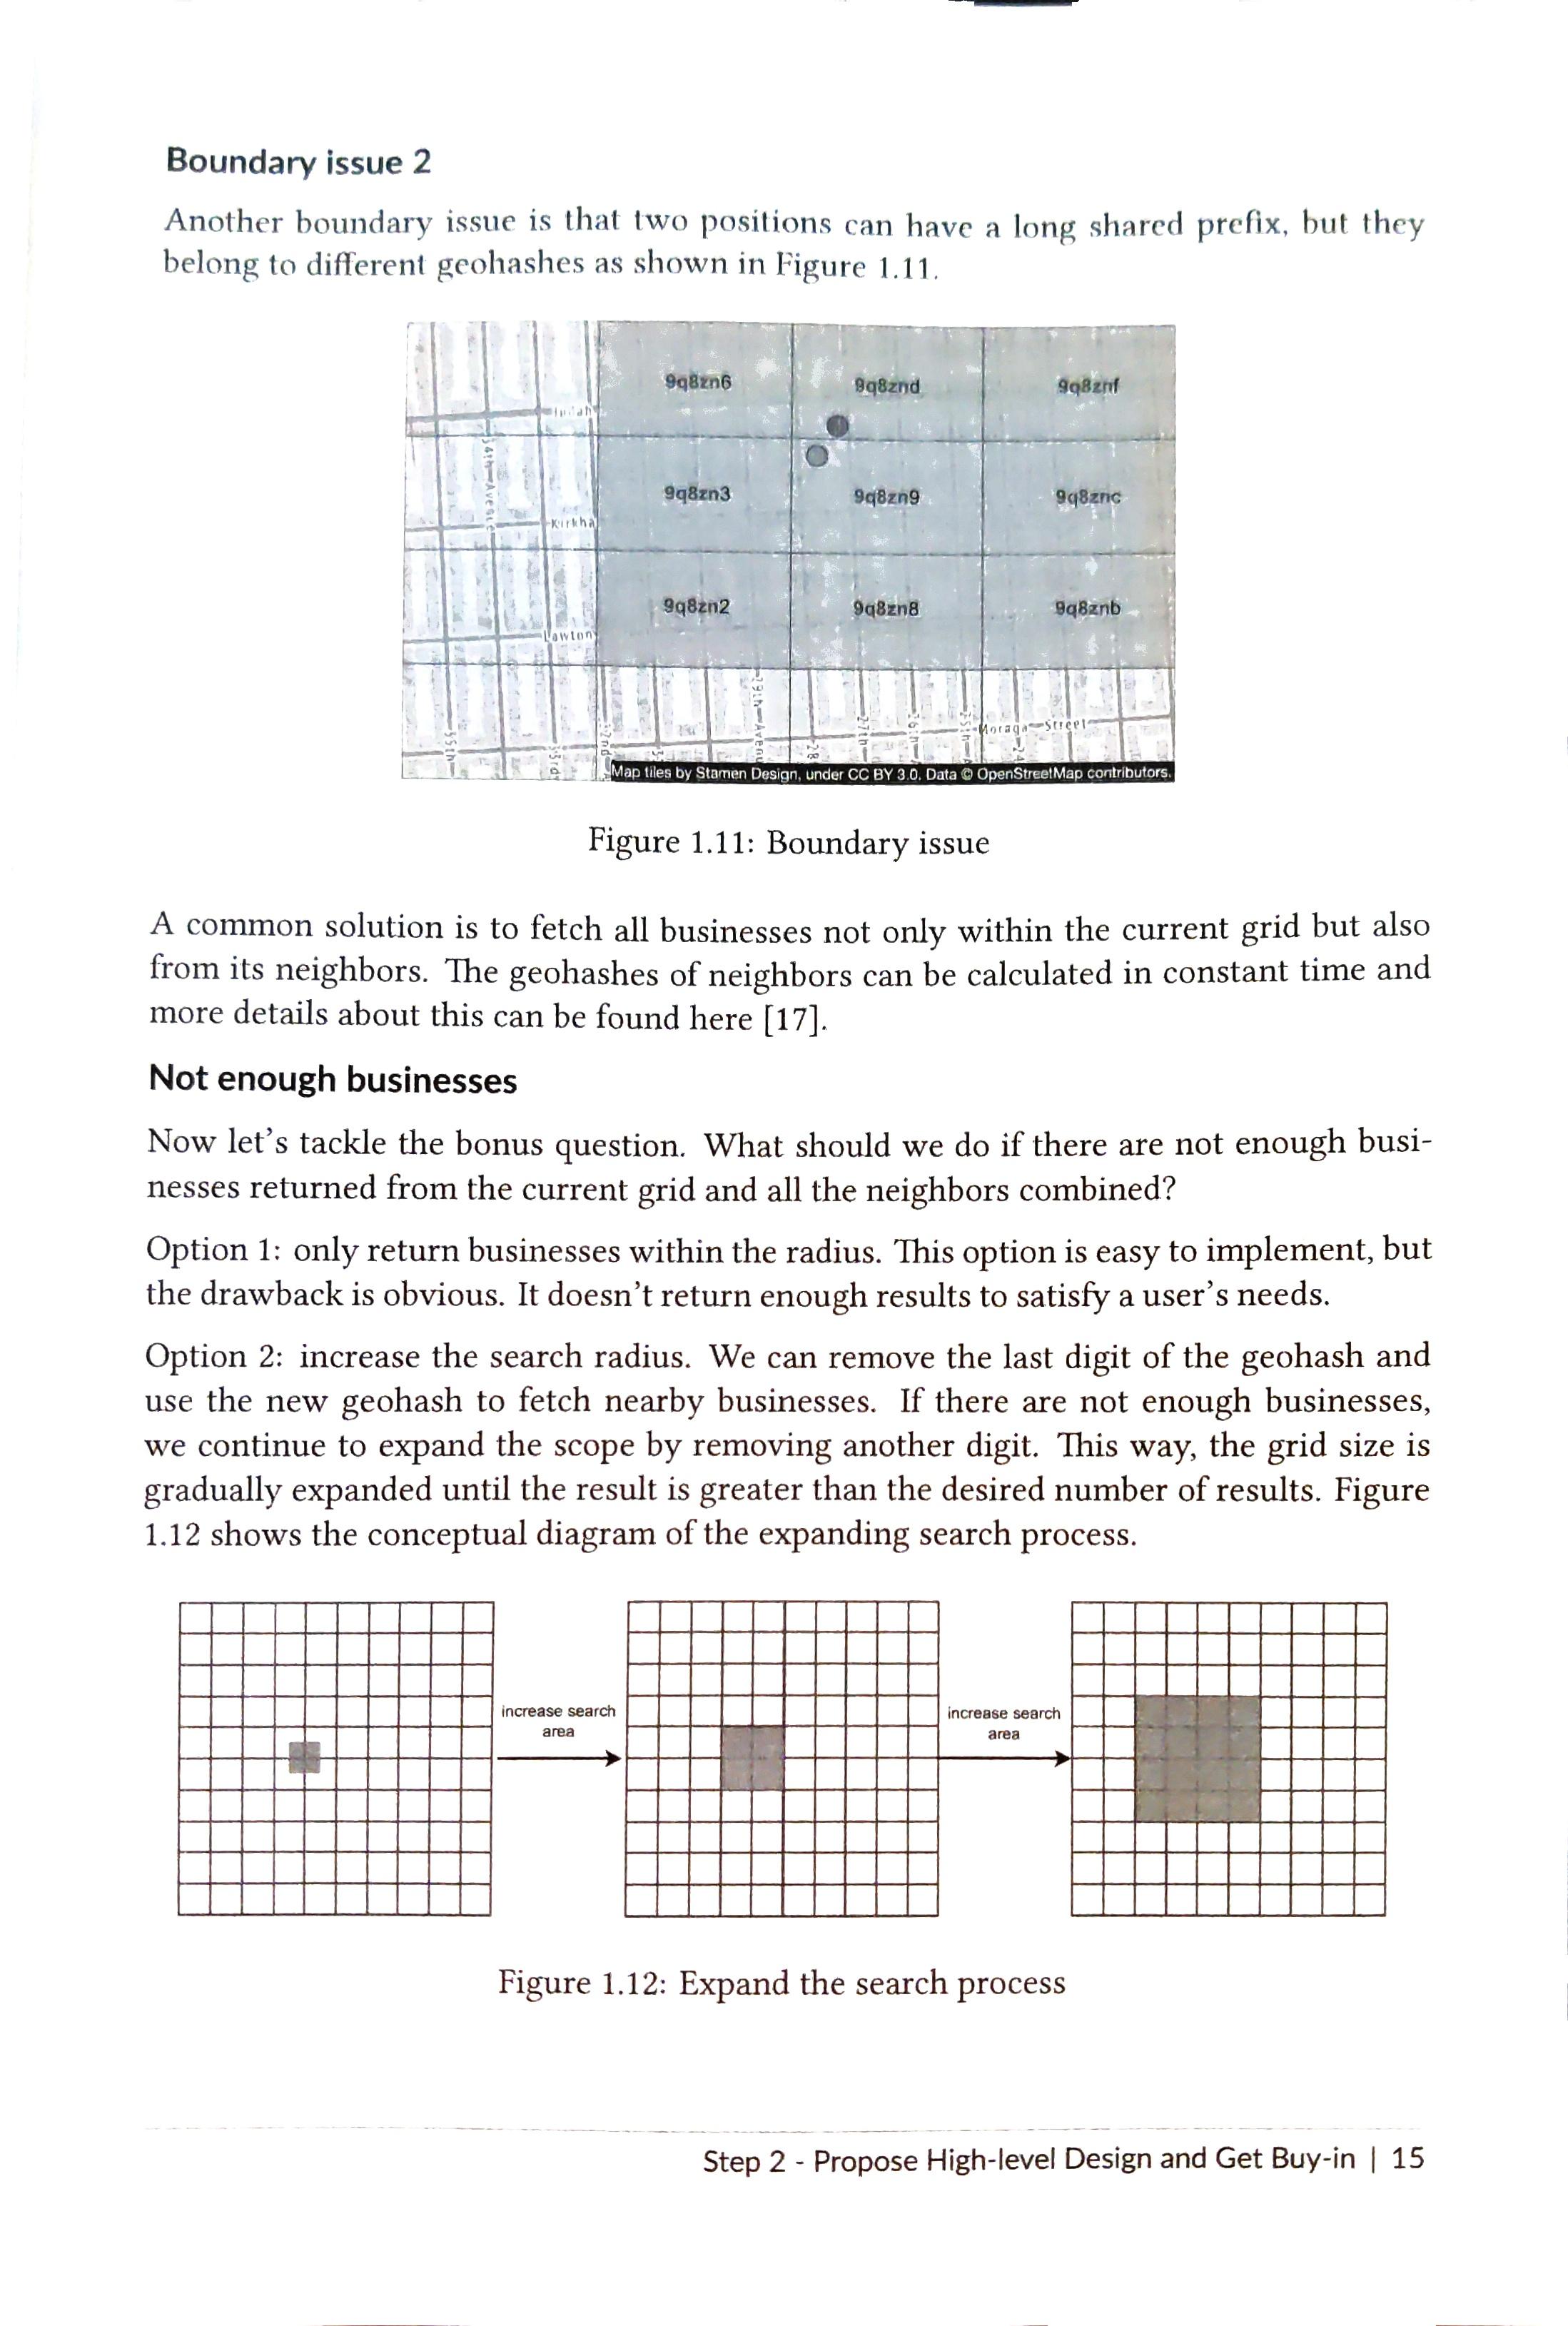 Boundary issue 2
Another boundary issue is that two positions can have a long shared prefix, but they
belong to different geohashes as shown in Figure 1.11.
9q8zn6
9q8znd
9q8znf
34th Avenue
9q8zn3
9q8zn9
9q8znc
Kirkha
9q8zn2
9q8zn8
9q8znb
Lawton
Moraga Street
35th
33rd
32nd
29th Avenu
28
27th
Map tiles by Stamen Design, under CC BY 3.0. Data © OpenStreetMap contributors.
Figure 1.11: Boundary issue
A common solution is to fetch all businesses not only within the current grid but also
from its neighbors. The geohashes of neighbors can be calculated in constant time and
more details about this can be found here [17].
Not enough businesses
Now let's tackle the bonus question. What should we do if there are not enough busi-
nesses returned from the current grid and all the neighbors combined?
Option 1: only return businesses within the radius. This option is easy to implement, but
the drawback is obvious. It doesn't return enough results to satisfy a user's needs.
Option 2: increase the search radius. We can remove the last digit of the geohash and
use the new geohash to fetch nearby businesses. If there are not enough businesses,
we continue to expand the scope by removing another digit. This way, the grid size is
gradually expanded until the result is greater than the desired number of results. Figure
1.12 shows the conceptual diagram of the expanding search process.
increase search
area
increase search
area
Figure 1.12: Expand the search process
Step 2 - Propose High-level Design and Get Buy-in | 15